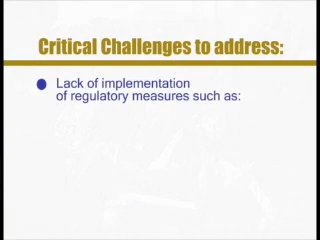 Critical Challenges to address:
Lack of implementation
of regulatory measures such as: